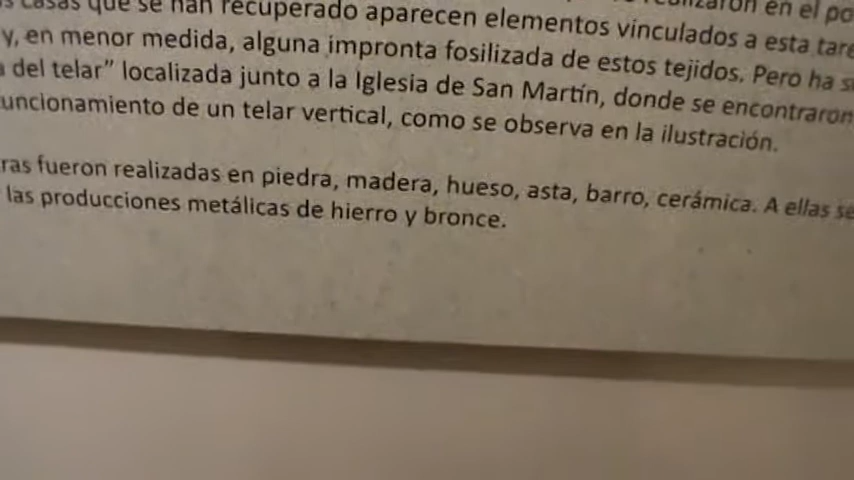 casas que se han recuperado aparecen elementos vinculados a esta
y, en menor medida, alguna impronta fosilizada de estos tejidos. Pero ha
del telar" localizada junto a la Iglesia de San Martín, donde se encontraron
uncionamiento de un telar vertical, como se observa en la ilustración.
ras fueron realizadas en piedra, madera, hueso, asta, barro, cerámica. A ellas se
las producciones metálicas de hierro y bronce.